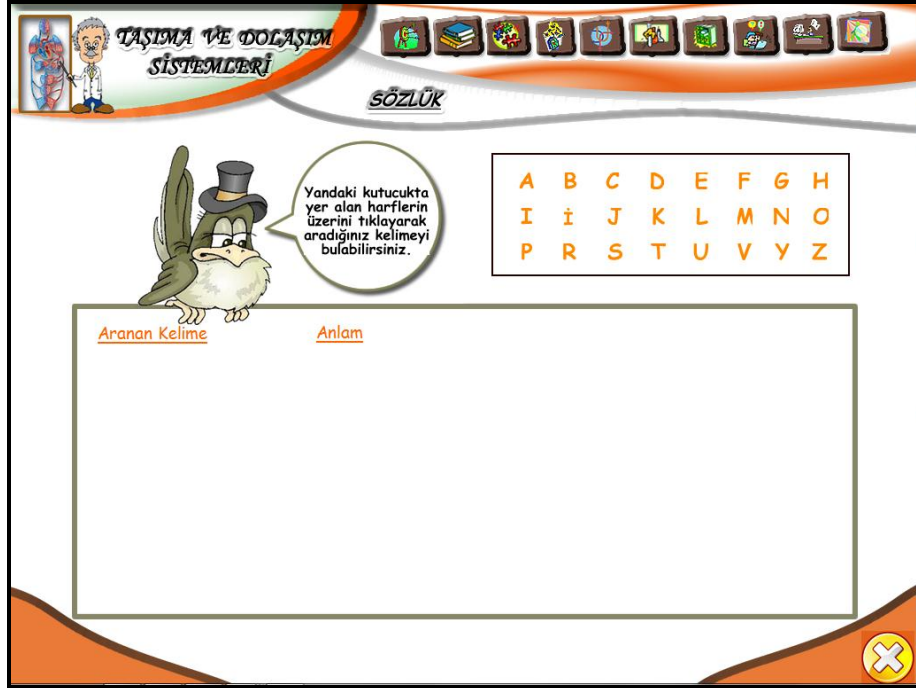 TAŞIMA VE DOLAŞIM
SİSTEMLERİ
SÖZLÜK
Yandaki kutucukta
yer alan harflerin
üzerini tıklayarak
aradığınız kelimeyi
bulabilirsiniz.
A B C D E F G H
I İ J K L M N O
P R S T U V Y Z
Aranan Kelime Anlam